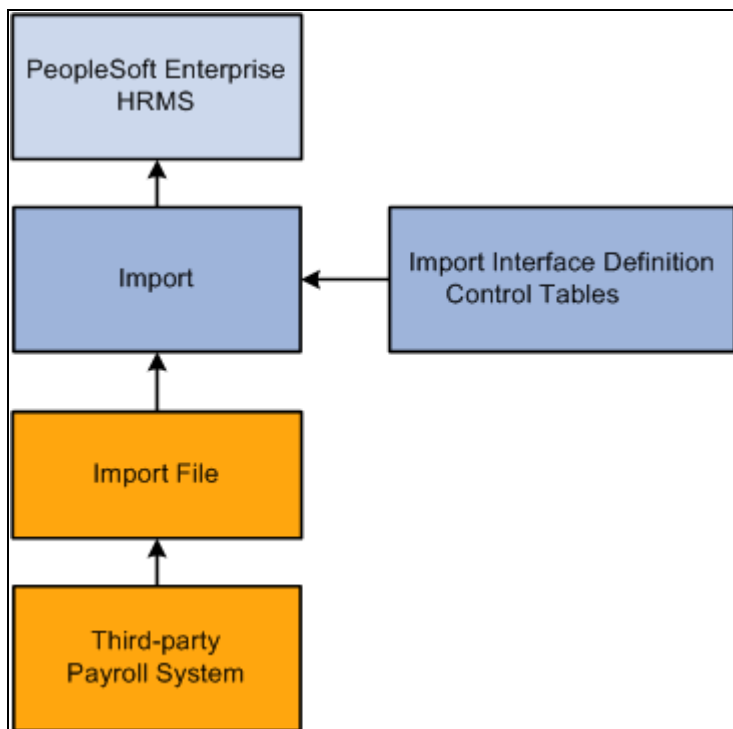 PeopleSoft Enterprise
HRMS
Import
Import Interface Definition
Control Tables
Import File
Third-party
Payroll System